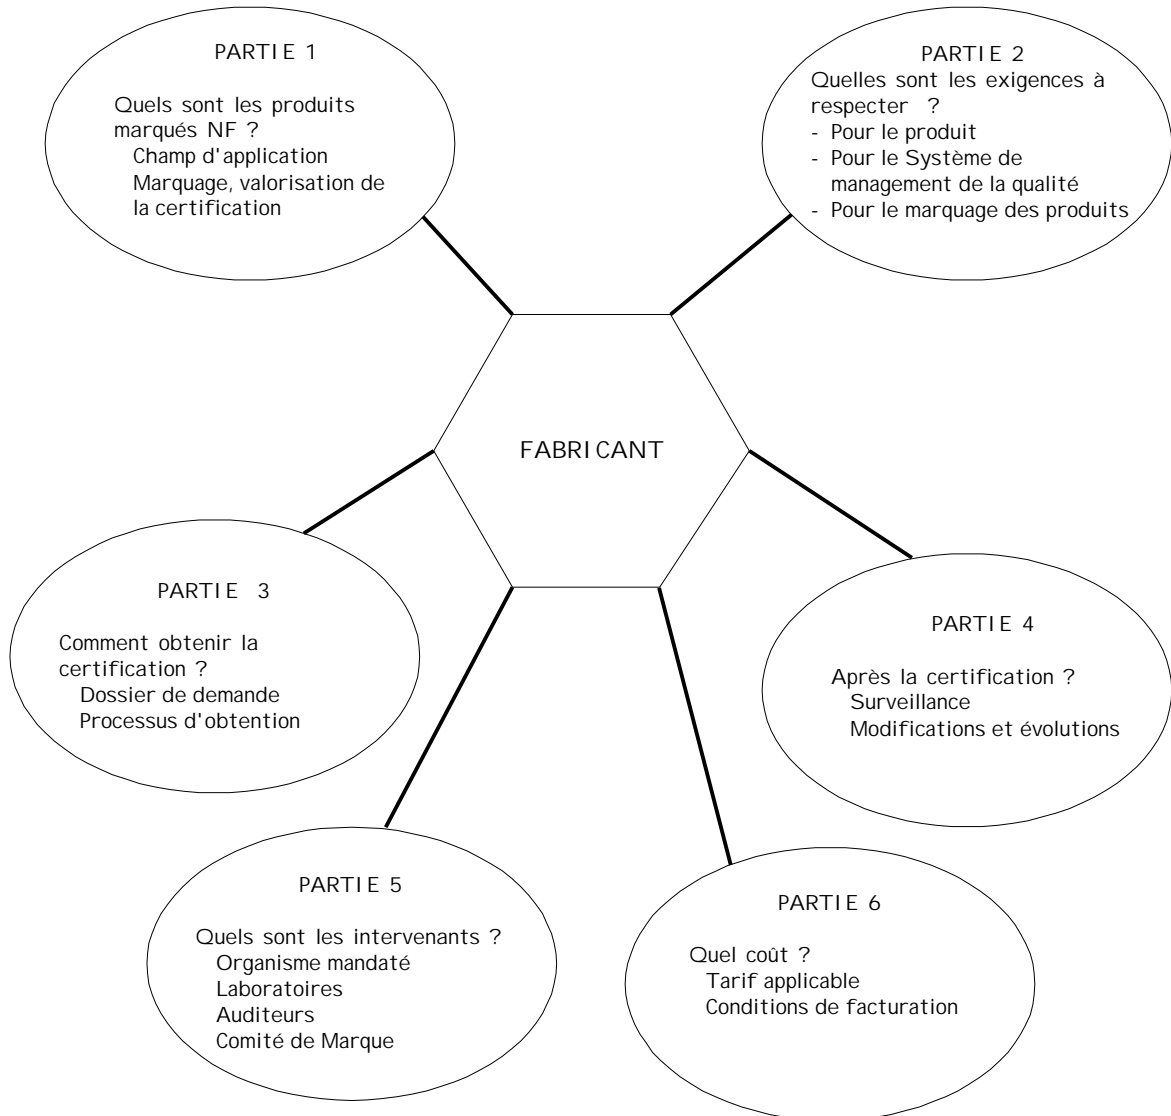 PARTIE 1
Quels sont les produits
marqués NF ?
Champ d'application
Marquage, valorisation de
la certification
PARTIE 2
Quelles sont les exigences à
respecter ?
- Pour le produit
- Pour le Système de
management de la qualité
- Pour le marquage des produits
FABRICANT
PARTIE 3
Comment obtenir la
certification ?
Dossier de demande
Processus d'obtention
PARTIE 4
Après la certification ?
Surveillance
Modifications et évolutions
PARTIE 5
Quels sont les intervenants ?
Organisme mandaté
Laboratoires
Auditeurs
Comité de Marque
PARTIE 6
Quel coût ?
Tarif applicable
Conditions de facturation